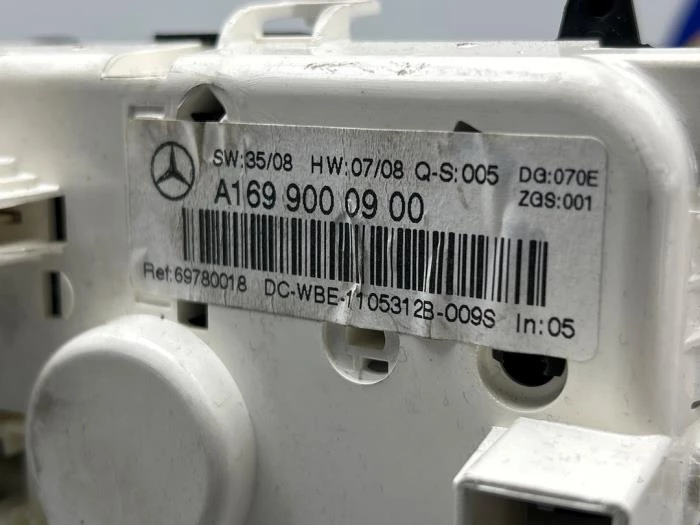 SW:35/08 HW:07/08 Q-S:005 DG:070E
A169 900 09 00 ZGS:001
Ref:69780018 DC-WBE-1105312B-009S In:05